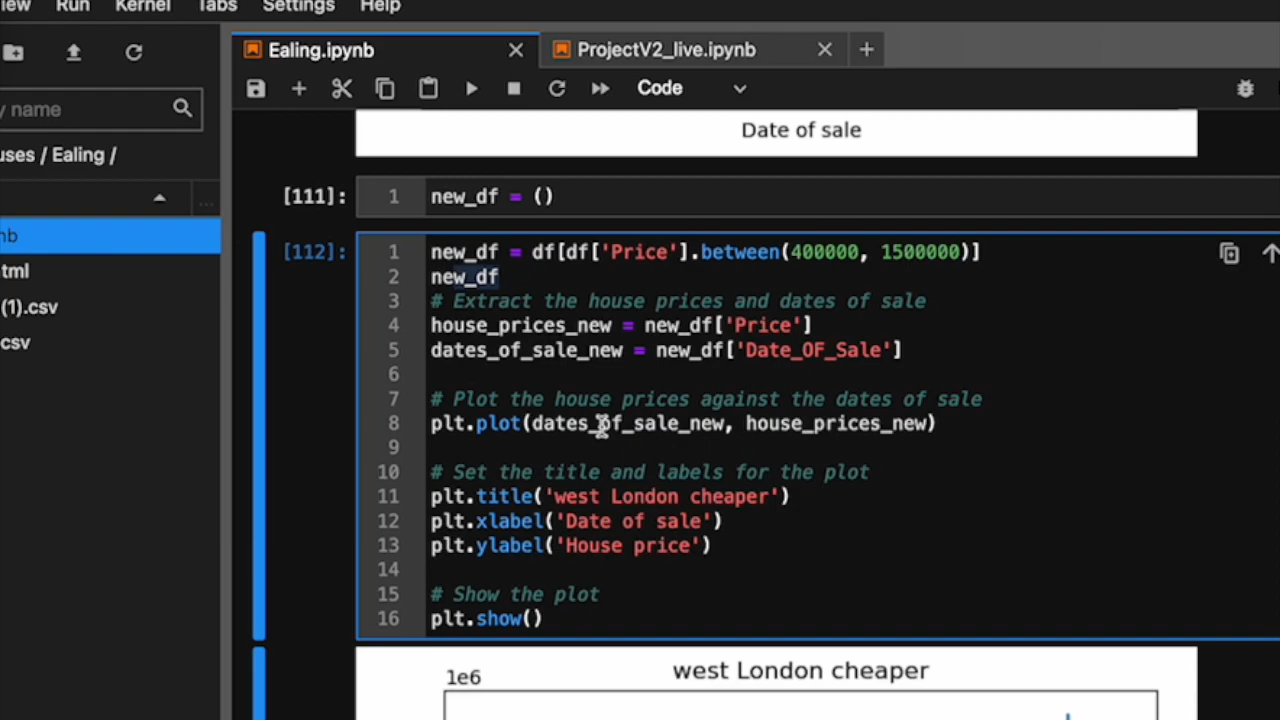 iew Run Kernel Tabs Settings Help
Ealing.ipynb ProjectV2_live.ipynb
Code
y name
uses / Ealing /
nb
tml
(1).csv
csv
Date of sale
[111]: 1 new_df = ()
[112]: 1 new_df = df[df['Price'].between(400000, 1500000)]
2 new_df
3 # Extract the house prices and dates of sale
4 house_prices_new = new_df['Price']
5 dates_of_sale_new = new_df['Date_OF_Sale']
6
7 # Plot the house prices against the dates of sale
8 plt.plot(dates_of_sale_new, house_prices_new)
9
10 # Set the title and labels for the plot
11 plt.title('west London cheaper')
12 plt.xlabel('Date of sale')
13 plt.ylabel('House price')
14
15 # Show the plot
16 plt.show()
west London cheaper
1e6